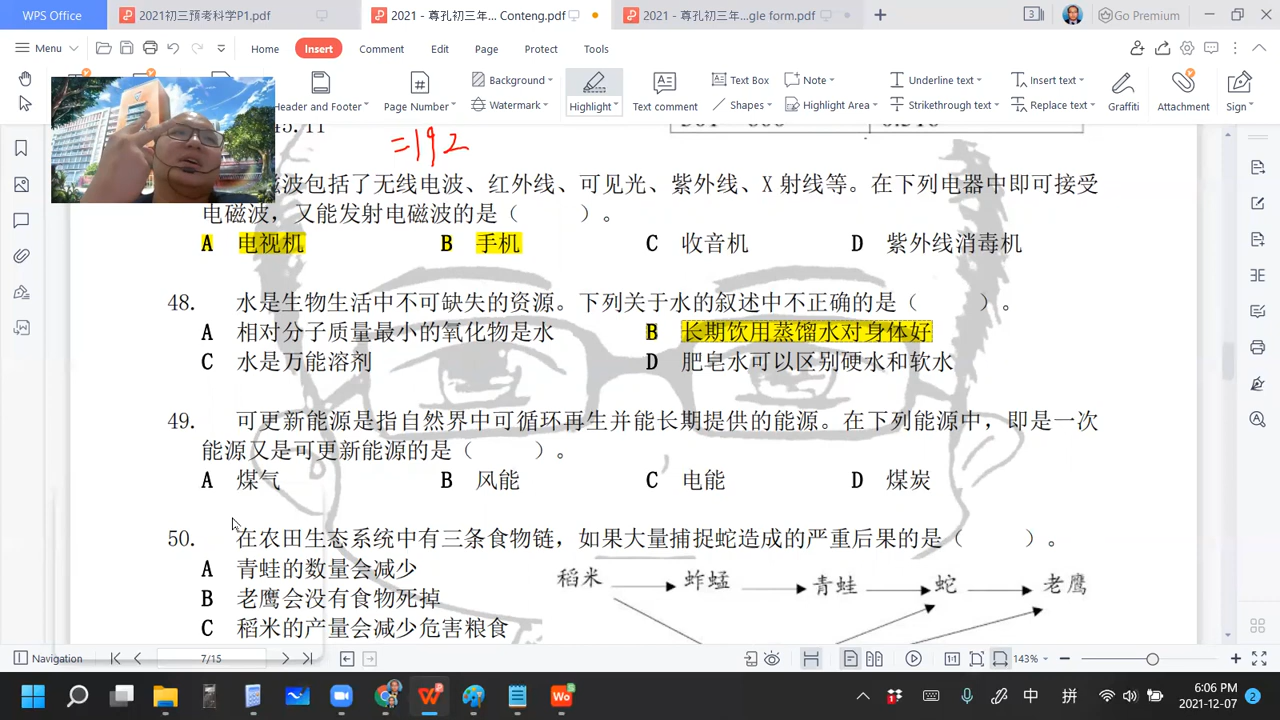 WPS Office
2021初三预考科学P1.pdf
2021 - 尊孔初三年... Conteng.pdf
2021 - 尊孔初三年...gle form.pdf
3
Go Premium
Menu
Home
Insert
Comment
Edit
Page
Protect
Tools
Header and Footer
Page Number
Background
Watermark
Highlight
Text comment
Text Box
Shapes
Note
Highlight Area
Underline text
Strikethrough text
Insert text
Replace text
Graffiti
Attachment
Sign
=192
磁波包括了无线电波、红外线、可见光、紫外线、X 射线等。在下列电器中即可接受
电磁波，又能发射电磁波的是（ ）。
A 电视机 B 手机 C 收音机 D 紫外线消毒机
48. 水是生物生活中不可缺失的资源。下列关于水的叙述中不正确的是（ ）。
A 相对分子质量最小的氧化物是水 B 长期饮用蒸馏水对身体好
C 水是万能溶剂 D 肥皂水可以区别硬水和软水
49. 可更新能源是指自然界中可循环再生并能长期提供的能源。在下列能源中，即是一次
能源又是可更新能源的是（ ）。
A 煤气 B 风能 C 电能 D 煤炭
50. 在农田生态系统中有三条食物链，如果大量捕捉蛇造成的严重后果的是（ ）。
A 青蛙的数量会减少
稻米 蚱蜢 青蛙 蛇 老鹰
B 老鹰会没有食物死掉
C 稻米的产量会减少危害粮食
Navigation
7/15
143%
中
拼
6:06 PM
2021-12-07
2